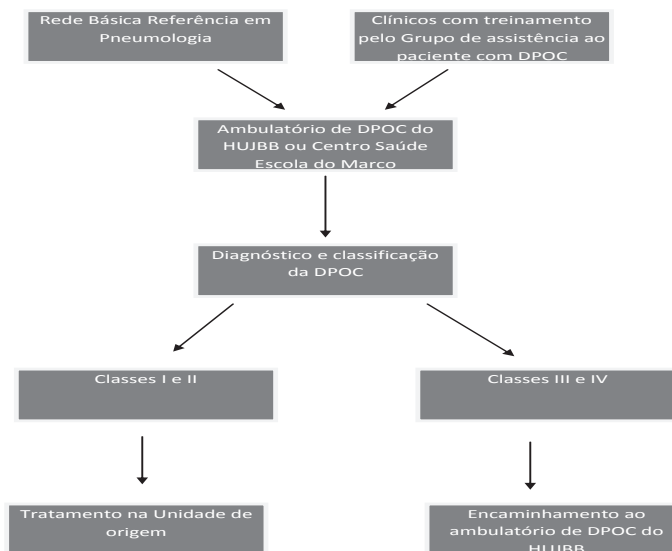 Rede Básica Referência em
Pneumologia
Clínicos com treinamento
pelo Grupo de assistência ao
paciente com DPOC
Ambulatório de DPOC do
HUJBB ou Centro Saúde
Escola do Marco
Diagnóstico e classificação
da DPOC
Classes I e II
Classes III e IV
Tratamento na Unidade de
origem
Encaminhamento ao
ambulatório de DPOC do
HUJBB